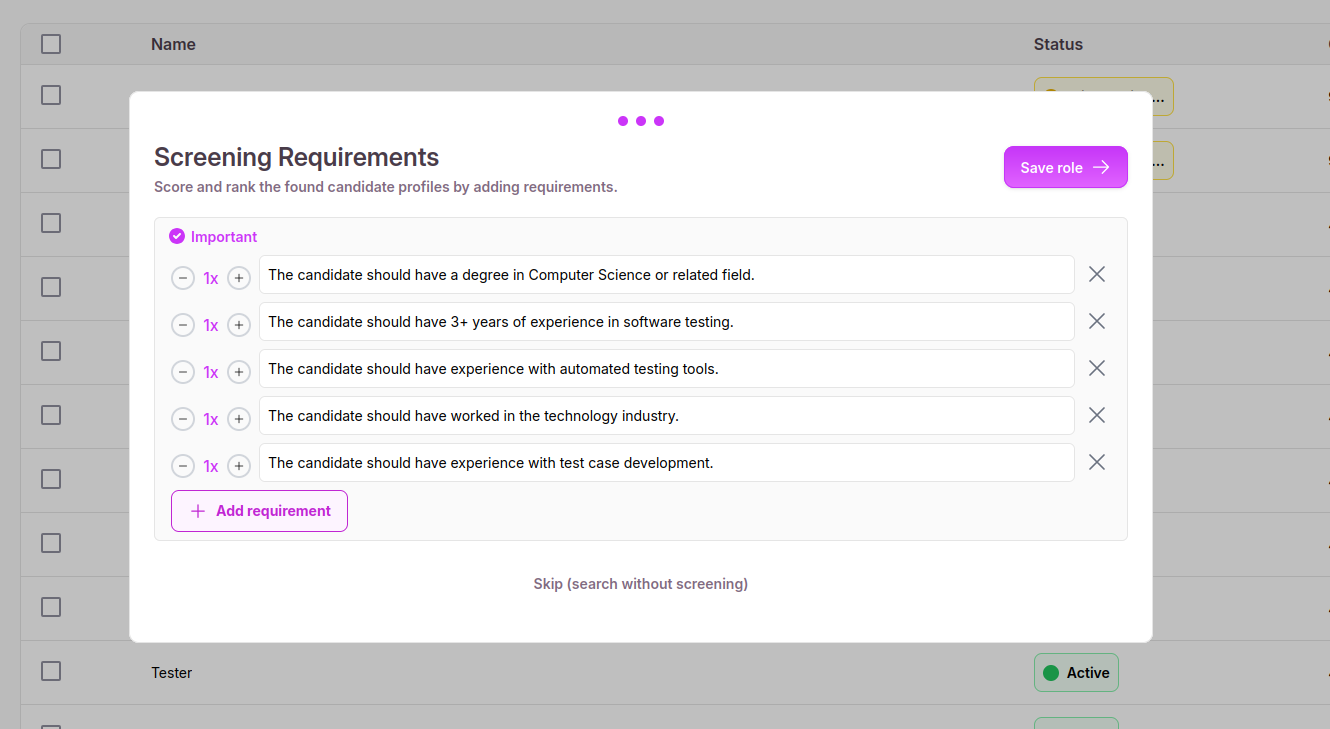 Name
Status
...
Screening Requirements
Save role
...
Score and rank the found candidate profiles by adding requirements.
Important
1x
The candidate should have a degree in Computer Science or related field.
1x
The candidate should have 3+ years of experience in software testing.
1x
The candidate should have experience with automated testing tools.
1x
The candidate should have worked in the technology industry.
1x
The candidate should have experience with test case development.
Add requirement
Skip (search without screening)
Tester
Active